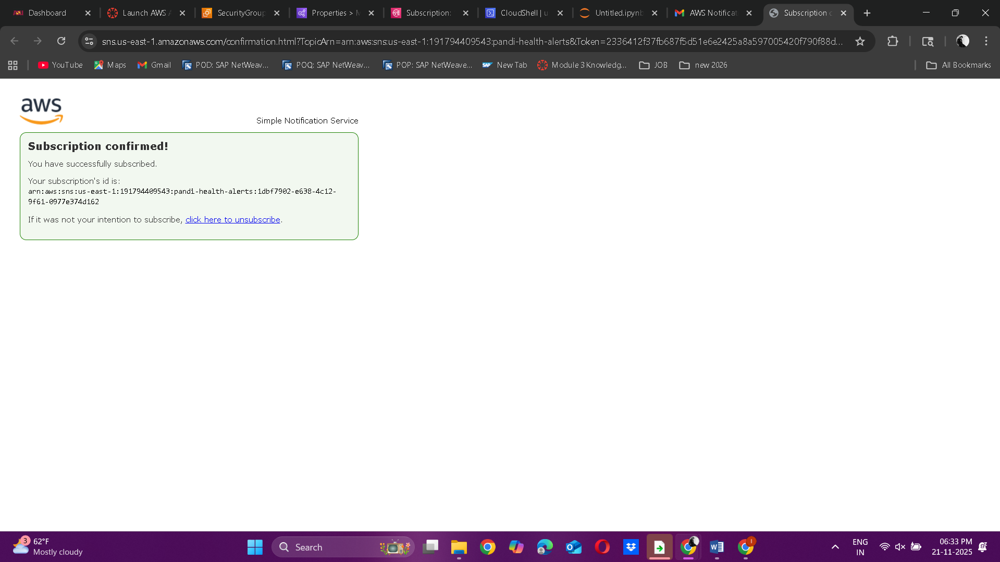 Dashboard
Launch AWS A
SecurityGroup
Properties > M
Subscription:
CloudShell | u
Untitled.ipynb
AWS Notificat
Subscription c
sns.us-east-1.amazonaws.com/confirmation.html?TopicArn=arn:aws:sns:us-east-1:191794409543:pandi-health-alerts&Token=2336412f37fb687f5d51e6e2425a8a597005420f790f88d...
YouTube
Maps
Gmail
POD: SAP NetWeav...
POQ: SAP NetWeav...
POP: SAP NetWeave...
SAP
New Tab
Module 3 Knowledg...
JOB
new 2026
All Bookmarks
aws
Simple Notification Service
Subscription confirmed!
You have successfully subscribed.
Your subscription's id is:
arn:aws:sns:us-east-1:191794409543:pandi-health-alerts:1dbf7902-e638-4c12-
9f61-0977e374d162
If it was not your intention to subscribe, click here to unsubscribe.
3
62°F
Mostly cloudy
Search
ENG
IN
06:33 PM
21-11-2025